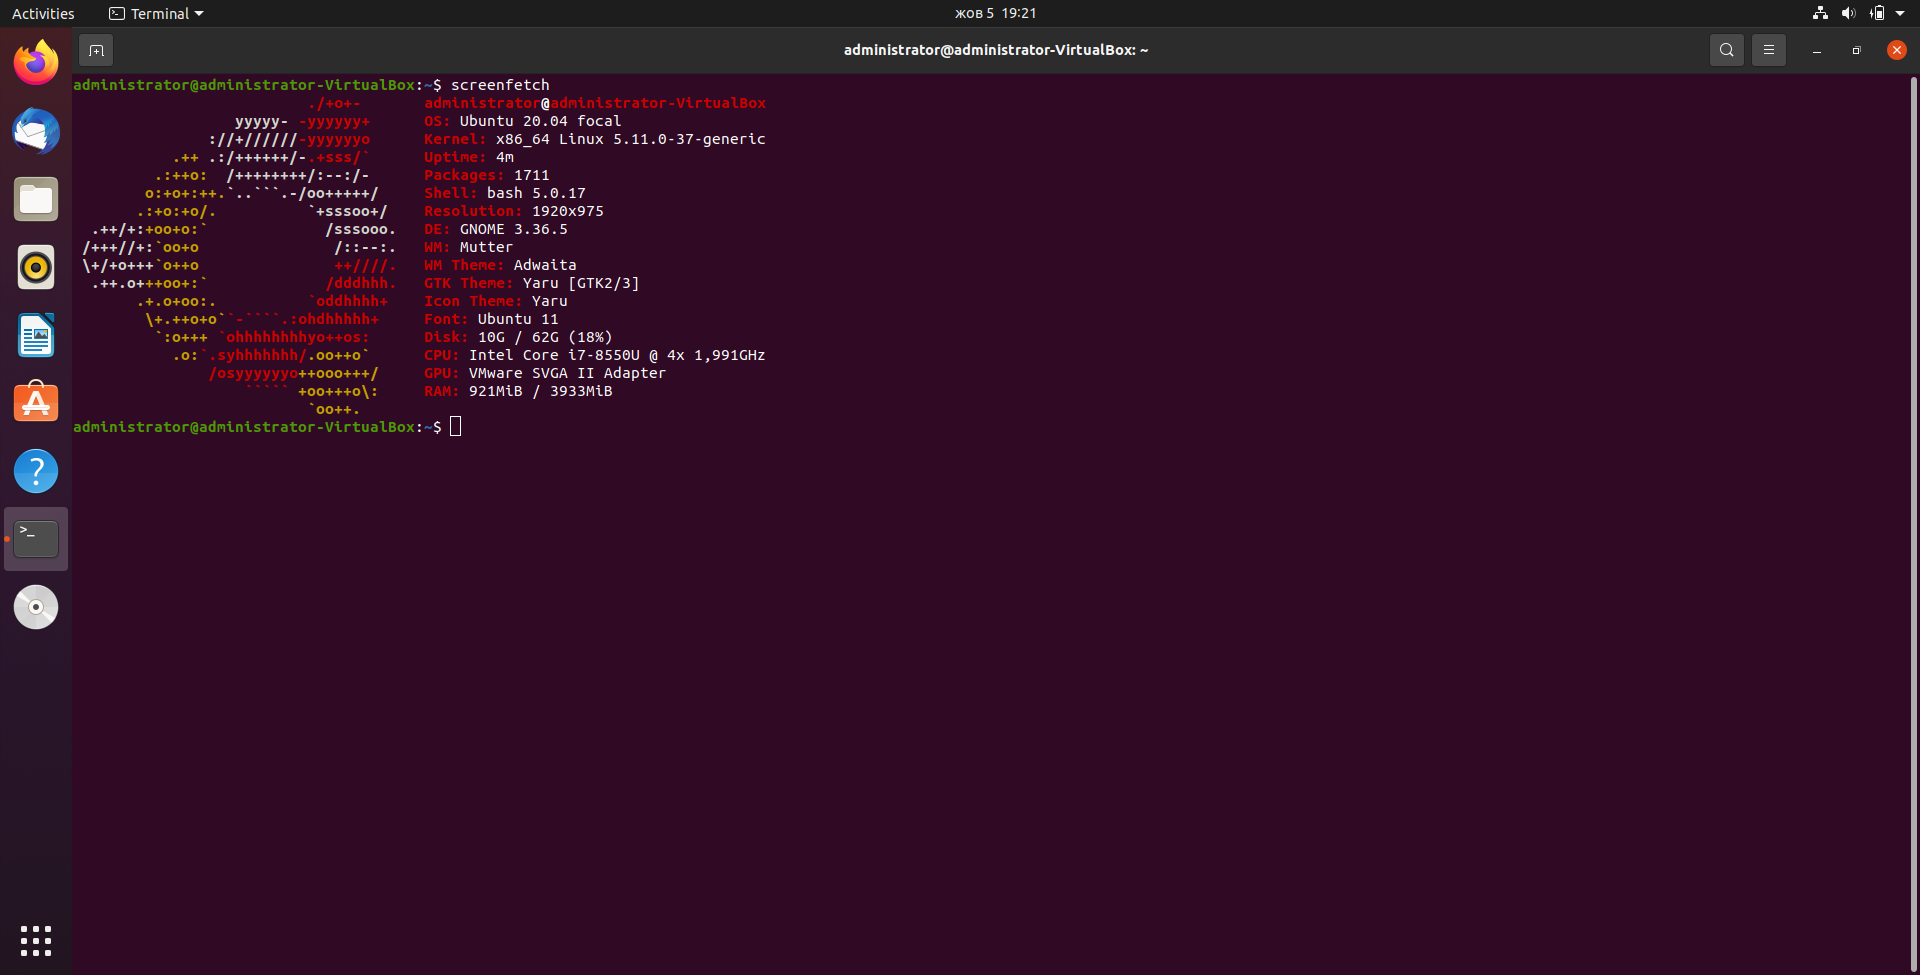 Activities Terminal жов 5 19:21
administrator@administrator-VirtualBox: ~
administrator@administrator-VirtualBox:~$ screenfetch
./+o+- administrator@administrator-VirtualBox
yyyyy- -yyyyyy+ OS: Ubuntu 20.04 focal
://+//////-yyyyyyo Kernel: x86_64 Linux 5.11.0-37-generic
.++ .:/++++++/-.+sss/` Uptime: 4m
.:++o: /++++++++/:--:/- Packages: 1711
o:+o+:++.`..```.-/oo+++++/ Shell: bash 5.0.17
.:+o:+o/. `+sssoo+/ Resolution: 1920x975
.++/+:+oo+o:` /sssooo. DE: GNOME 3.36.5
/+++//+:`oo+o /::--:. WM: Mutter
\+/+o+++`o++o ++////. WM Theme: Adwaita
.++.o+++oo+:` /dddhhh. GTK Theme: Yaru [GTK2/3]
.+.o+oo:. `oddhhhh+ Icon Theme: Yaru
\+.++o+o``-````.:ohdhhhhh+ Font: Ubuntu 11
`:o+++ `ohhhhhhhhyo++os: Disk: 10G / 62G (18%)
.o:`.syhhhhhhh/.oo++o` CPU: Intel Core i7-8550U @ 4x 1,991GHz
/osyyyyyyo++ooo+++/ GPU: VMware SVGA II Adapter
````` +oo+++o\: RAM: 921MiB / 3933MiB
`oo++.
administrator@administrator-VirtualBox:~$